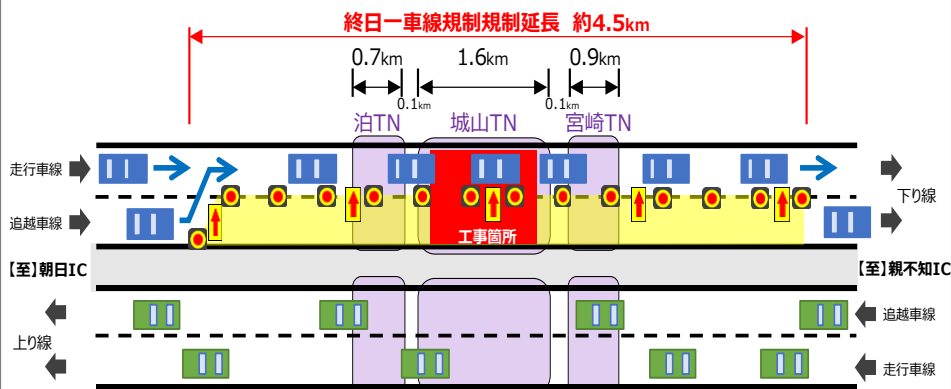 終日一車線規制規制延長 約4.5km
0.7km
1.6km
0.9km
0.1km
0.1km
泊TN
城山TN
宮崎TN
走行車線
追越車線
下り線
工事箇所
【至】朝日IC
【至】親不知IC
上り線
追越車線
走行車線